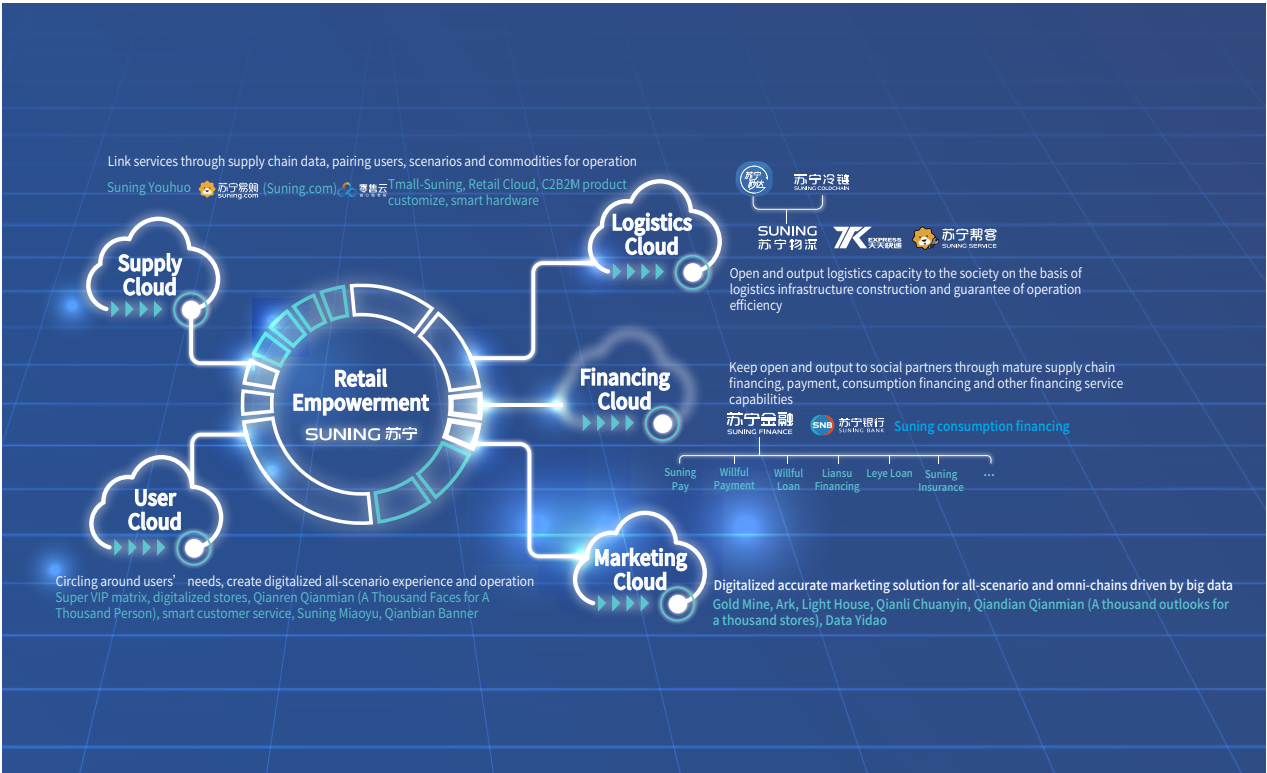 Link services through supply chain data, pairing users, scenarios and commodities for operation
Suning Youhuo 苏宁易购 suning.com (Suning.com) 零售云 Tmall-Suning, Retail Cloud, C2B2M product
customize, smart hardware
Supply
Cloud
Logistics
Cloud
苏宁秒达
苏宁冷链
SUNING COLDCHAIN
SUNING
苏宁物流
EXPRESS
天天快递
苏宁帮客
SUNING SERVICE
Open and output logistics capacity to the society on the basis of
logistics infrastructure construction and guarantee of operation
efficiency
Retail
Empowerment
SUNING 苏宁
Financing
Cloud
Keep open and output to social partners through mature supply chain
financing, payment, consumption financing and other financing service
capabilities
苏宁金融
SUNING FINANCE
SNB
苏宁银行
SUNING BANK
Suning consumption financing
Suning
Pay
Willful
Payment
Willful
Loan
Liansu
Financing
Leye Loan
Suning
Insurance
...
User
Cloud
Circling around users’ needs, create digitalized all-scenario experience and operation
Super VIP matrix, digitalized stores, Qianren Qianmian (A Thousand Faces for A
Thousand Person), smart customer service, Suning Miaoyu, Qianbian Banner
Marketing
Cloud
Digitalized accurate marketing solution for all-scenario and omni-chains driven by big data
Gold Mine, Ark, Light House, Qianli Chuanyin, Qiandian Qianmian (A thousand outlooks for
a thousand stores), Data Yidao